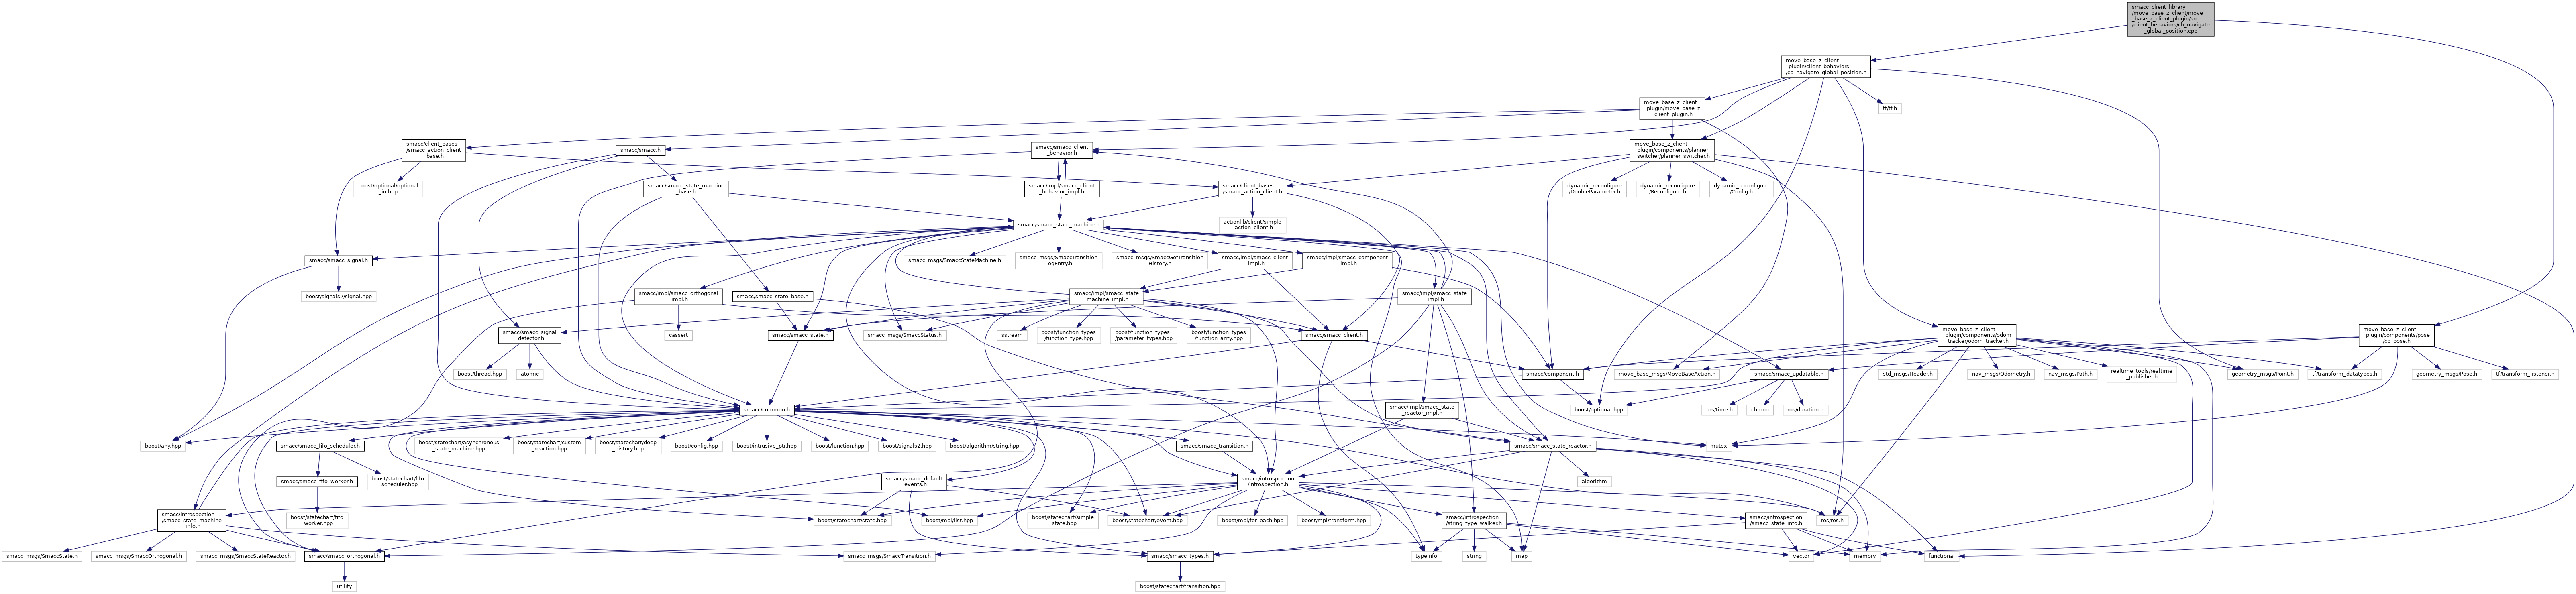 smacc_client_library
/move_base_z_client/move
_base_z_client_plugin/src
/client_behaviors/cb_navigate
_global_position.cpp
move_base_z_client
_plugin/client_behaviors
/cb_navigate_global_position.h
move_base_z_client
_plugin/move_base_z
_client_plugin.h
tf/tf.h
smacc/client_bases
/smacc_action_client
_base.h
smacc/smacc.h
smacc/smacc_client
_behavior.h
move_base_z_client
_plugin/components/planner
_switcher/planner_switcher.h
boost/optional/optional
_io.hpp
smacc/smacc_state_machine
_base.h
smacc/impl/smacc_client
_behavior_impl.h
smacc/client_bases
/smacc_action_client.h
dynamic_reconfigure
/DoubleParameter.h
dynamic_reconfigure
/Reconfigure.h
dynamic_reconfigure
/Config.h
smacc/smacc_state_machine.h
actionlib/client/simple
_action_client.h
smacc/smacc_signal.h
smacc_msgs/SmaccStateMachine.h
smacc_msgs/SmaccTransition
LogEntry.h
smacc_msgs/SmaccGetTransition
History.h
smacc/impl/smacc_client
_impl.h
smacc/impl/smacc_component
_impl.h
boost/signals2/signal.hpp
smacc/impl/smacc_orthogonal
_impl.h
smacc/smacc_state_base.h
smacc/impl/smacc_state
_machine_impl.h
smacc/impl/smacc_state
_impl.h
smacc/smacc_signal
_detector.h
cassert
smacc/smacc_state.h
smacc_msgs/SmaccStatus.h
sstream
boost/function_types
/function_type.hpp
boost/function_types
/parameter_types.hpp
boost/function_types
/function_arity.hpp
smacc/smacc_client.h
move_base_z_client
_plugin/components/odom
_tracker/odom_tracker.h
move_base_z_client
_plugin/components/pose
/cp_pose.h
boost/thread.hpp
atomic
smacc/component.h
move_base_msgs/MoveBaseAction.h
smacc/smacc_updatable.h
std_msgs/Header.h
nav_msgs/Odometry.h
nav_msgs/Path.h
realtime_tools/realtime
_publisher.h
geometry_msgs/Point.h
tf/transform_datatypes.h
geometry_msgs/Pose.h
tf/transform_listener.h
smacc/common.h
smacc/impl/smacc_state
_reactor_impl.h
boost/optional.hpp
ros/time.h
chrono
ros/duration.h
boost/any.hpp
smacc/smacc_fifo_scheduler.h
boost/statechart/asynchronous
_state_machine.hpp
boost/statechart/custom
_reaction.hpp
boost/statechart/deep
_history.hpp
boost/config.hpp
boost/intrusive_ptr.hpp
boost/function.hpp
boost/signals2.hpp
boost/algorithm/string.hpp
smacc/smacc_transition.h
smacc/smacc_state_reactor.h
mutex
smacc/smacc_fifo_worker.h
boost/statechart/fifo
_scheduler.hpp
smacc/smacc_default
_events.h
smacc/introspection
/introspection.h
algorithm
smacc/introspection
/smacc_state_machine
_info.h
boost/statechart/fifo
_worker.hpp
boost/statechart/state.hpp
boost/mpl/list.hpp
boost/statechart/simple
_state.hpp
boost/statechart/event.hpp
boost/mpl/for_each.hpp
boost/mpl/transform.hpp
smacc/introspection
/string_type_walker.h
smacc/introspection
/smacc_state_info.h
ros/ros.h
smacc_msgs/SmaccState.h
smacc_msgs/SmaccOrthogonal.h
smacc_msgs/SmaccStateReactor.h
smacc/smacc_orthogonal.h
smacc_msgs/SmaccTransition.h
smacc/smacc_types.h
typeinfo
string
map
vector
memory
functional
utility
boost/statechart/transition.hpp